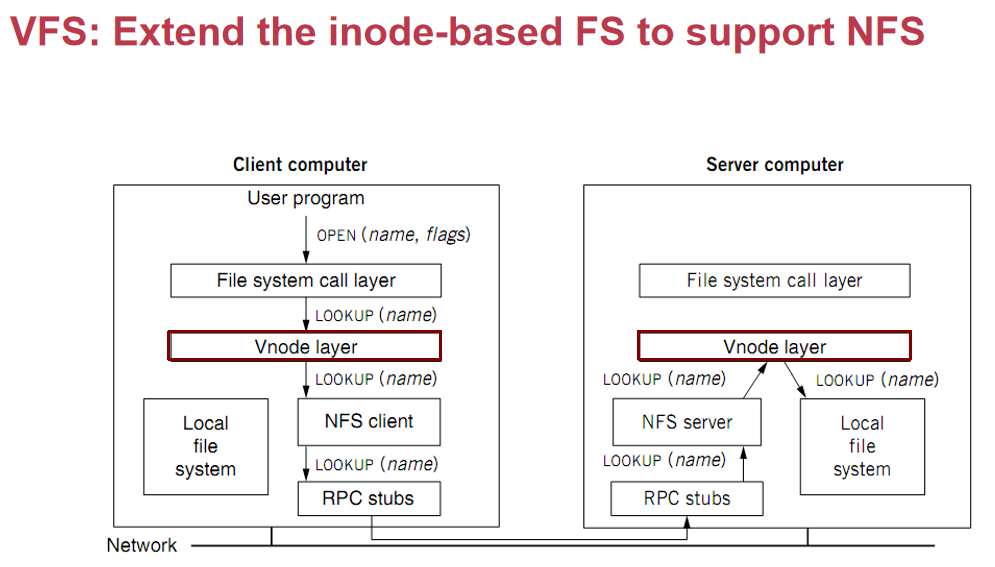 VFS: Extend the inode-based FS to support NFS
Client computer
User program
OPEN (name, flags)
File system call layer
LOOKUP (name)
Vnode layer
LOOKUP (name)
Local
file
system
NFS client
LOOKUP (name)
RPC stubs
Server computer
File system call layer
Vnode layer
LOOKUP (name)
LOOKUP (name)
NFS server
Local
file
system
LOOKUP (name)
RPC stubs
Network